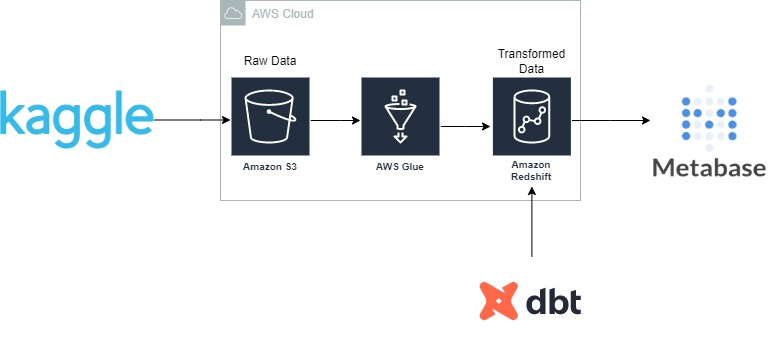 AWS Cloud
Raw Data
Transformed
Data
kaggle
Amazon S3
AWS Glue
Amazon
Redshift
Metabase
dbt